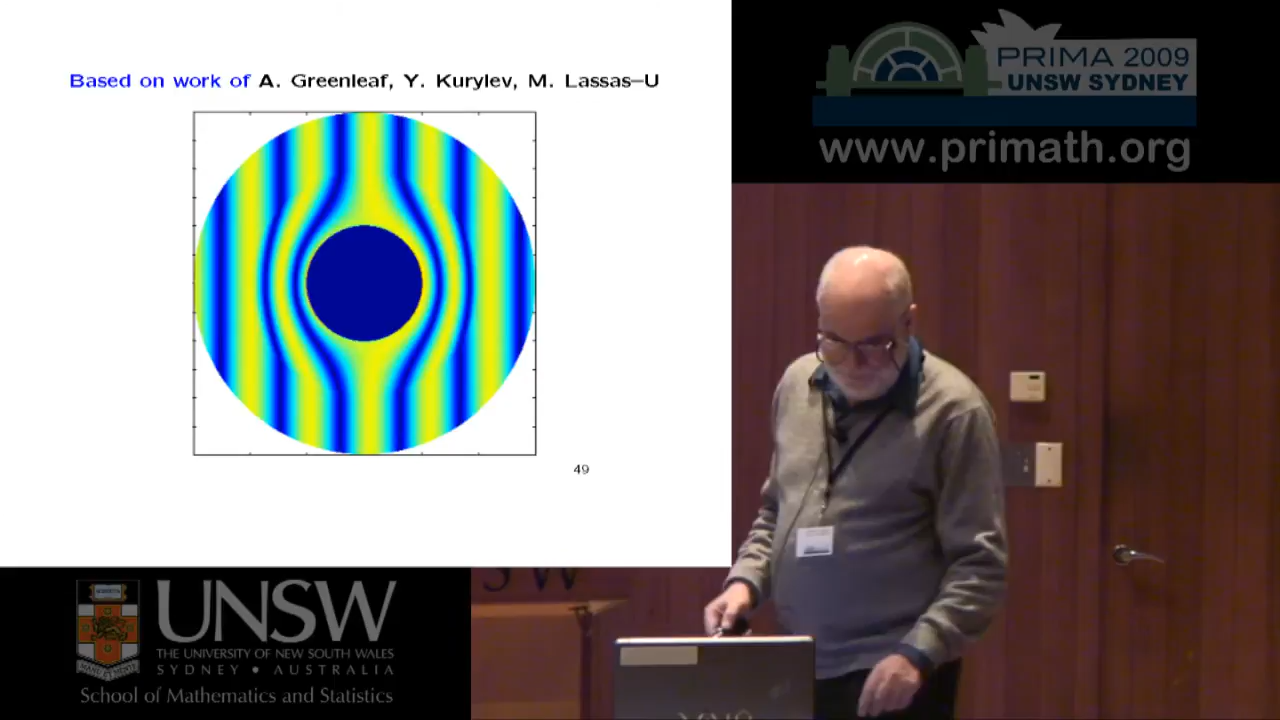 Based on work of A. Greenleaf, Y. Kurylev, M. Lassas–U
49
PRIMA 2009
UNSW SYDNEY
www.primath.org
UNSW
THE UNIVERSITY OF NEW SOUTH WALES
SYDNEY • AUSTRALIA
School of Mathematics and Statistics